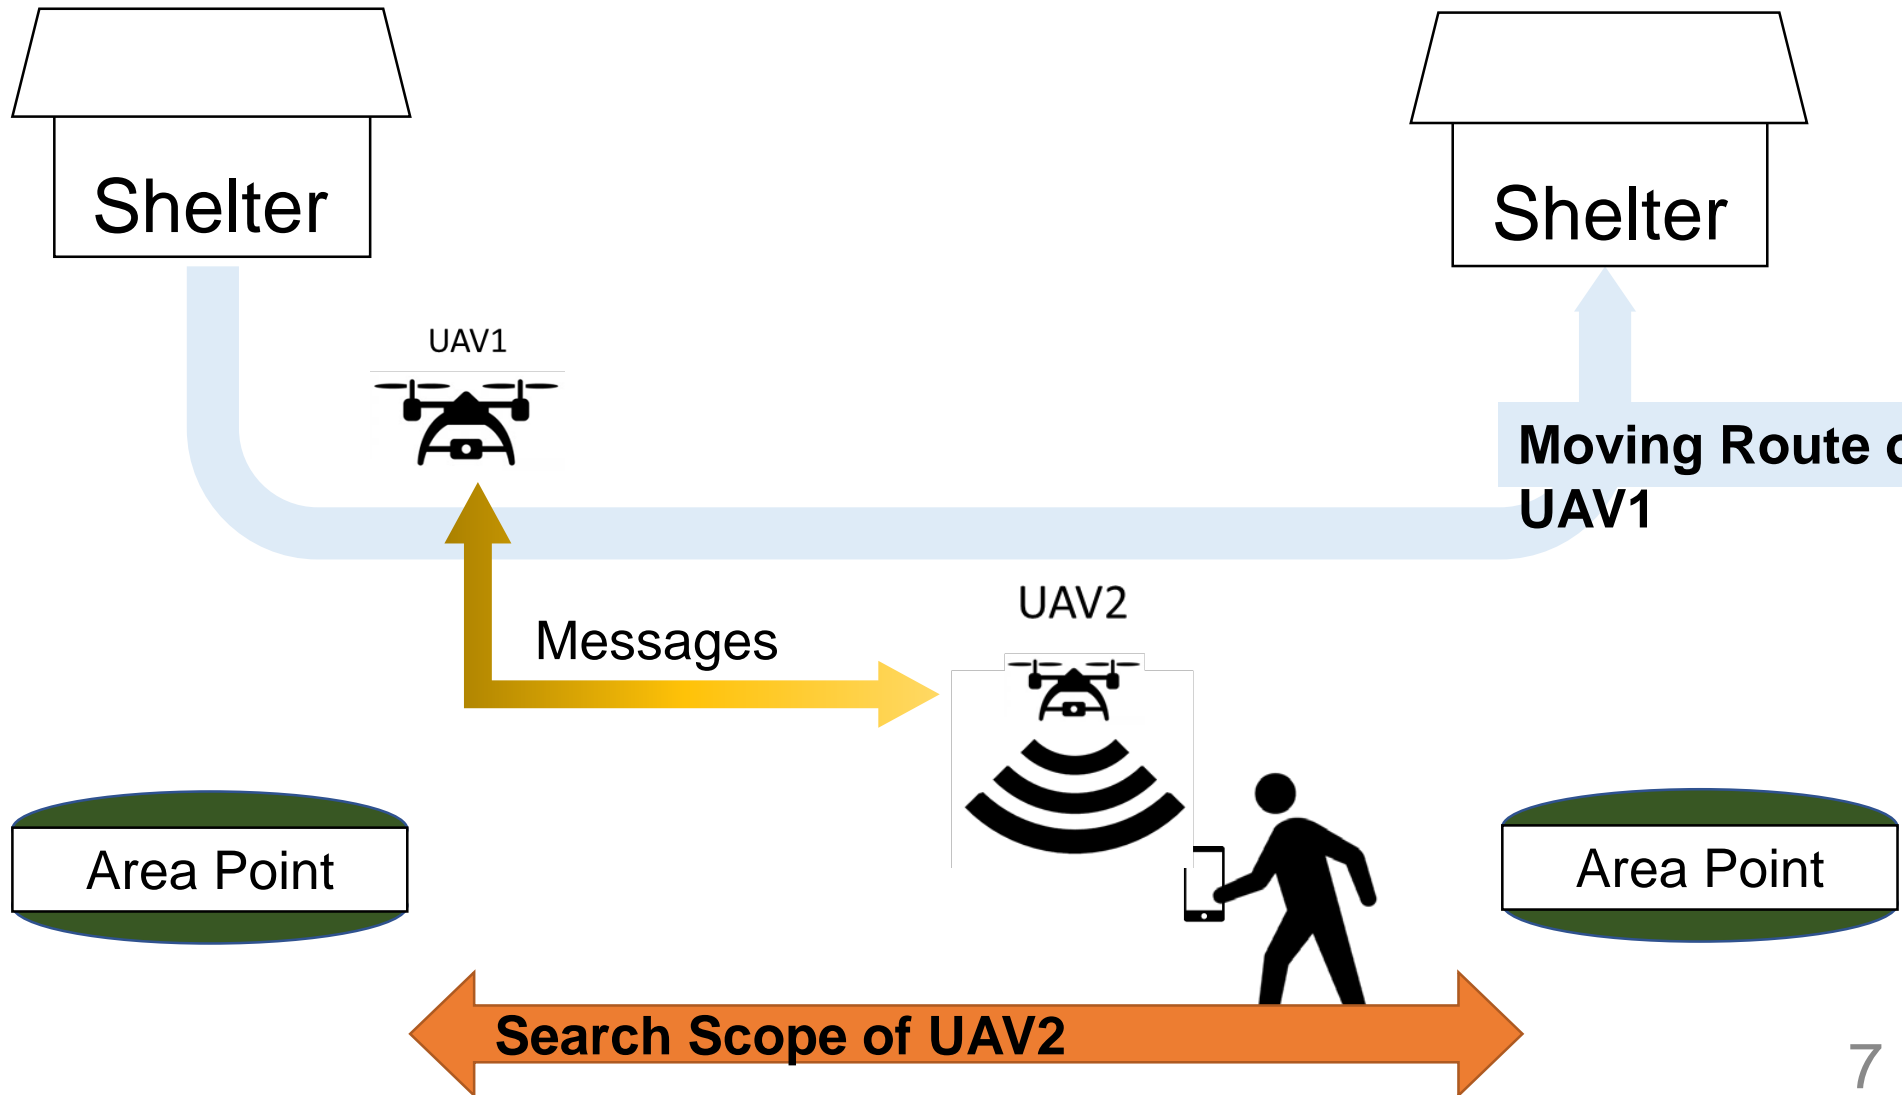 Shelter
Shelter
UAV1
Moving Route o
UAV1
UAV2
Messages
Area Point
Area Point
Search Scope of UAV2
7